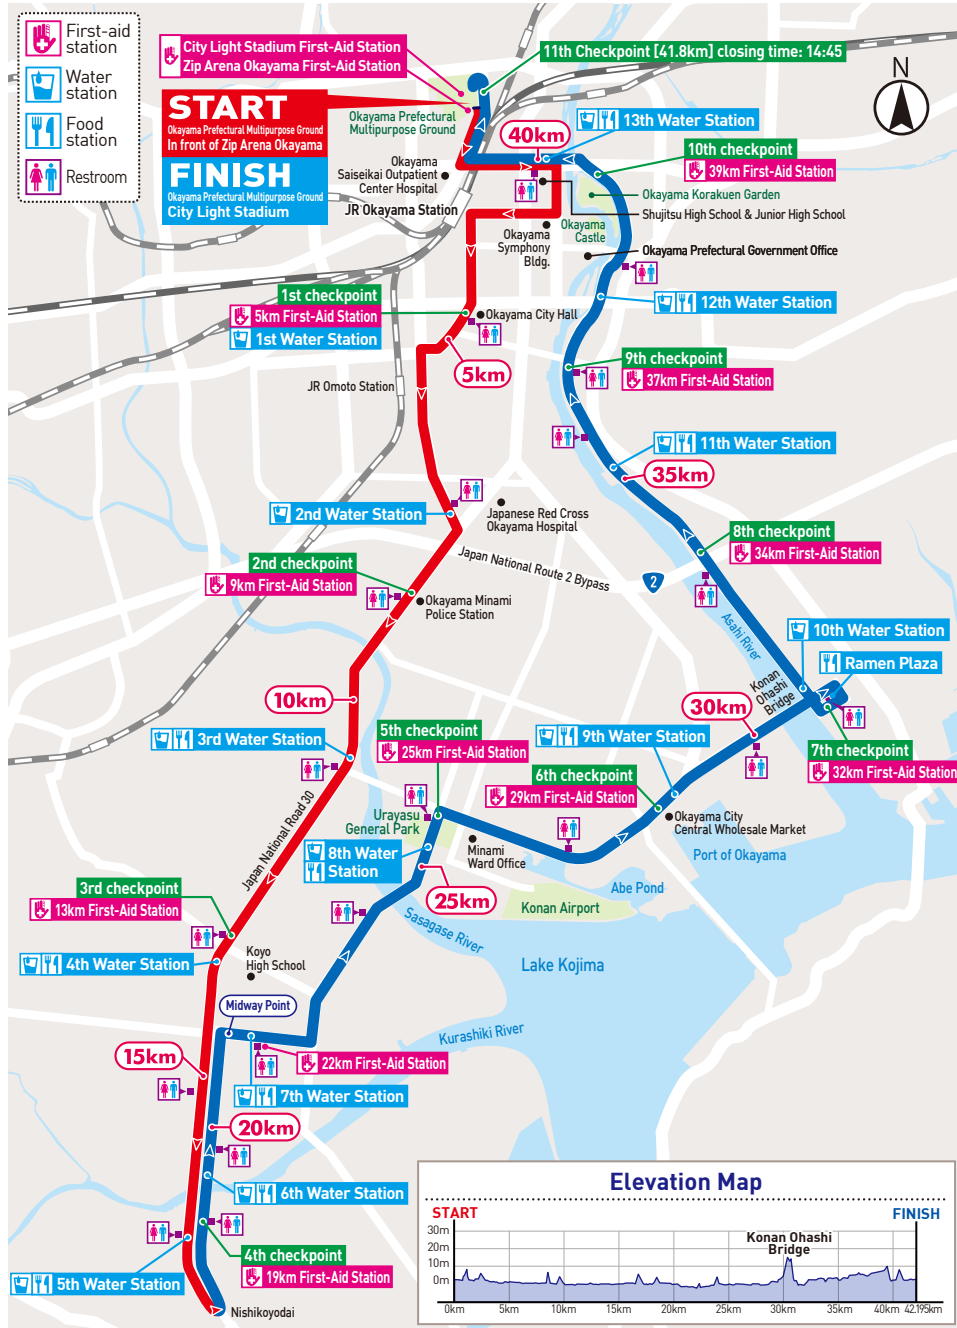 First-aid
station
Water
station
Food
station
Restroom
City Light Stadium First-Aid Station
Zip Arena Okayama First-Aid Station
11th Checkpoint [41.8km] closing time: 14:45
N
START
Okayama Prefectural Multipurpose Ground
In front of Zip Arena Okayama
FINISH
Okayama Prefectural Multipurpose Ground
City Light Stadium
Okayama Prefectural
Multipurpose Ground
40km
13th Water Station
10th checkpoint
39km First-Aid Station
Okayama
Saiseikai Outpatient
Center Hospital
JR Okayama Station
Okayama Korakuen Garden
Shujitsu High School & Junior High School
Okayama
Castle
Okayama
Symphony
Bldg.
Okayama Prefectural Government Office
1st checkpoint
5km First-Aid Station
1st Water Station
Okayama City Hall
12th Water Station
5km
9th checkpoint
37km First-Aid Station
JR Omoto Station
11th Water Station
35km
2nd Water Station
Japanese Red Cross
Okayama Hospital
8th checkpoint
34km First-Aid Station
Japan National Route 2 Bypass
2
2nd checkpoint
9km First-Aid Station
Okayama Minami
Police Station
Asahi River
10th Water Station
Ramen Plaza
Konan
Ohashi
Bridge
10km
30km
3rd Water Station
5th checkpoint
25km First-Aid Station
9th Water Station
7th checkpoint
32km First-Aid Station
6th checkpoint
29km First-Aid Station
Japan National Road 30
Urayasu
General Park
Okayama City
Central Wholesale Market
8th Water
Station
Minami
Ward Office
Port of Okayama
3rd checkpoint
13km First-Aid Station
25km
Abe Pond
Konan Airport
Sasagase River
4th Water Station
Koyo
High School
Lake Kojima
Midway Point
Kurashiki River
15km
22km First-Aid Station
7th Water Station
20km
6th Water Station
4th checkpoint
19km First-Aid Station
5th Water Station
Nishikoyodai
Elevation Map
START
FINISH
30m
20m
10m
0m
Konan Ohashi
Bridge
0km 5km 10km 15km 20km 25km 30km 35km 40km 42.195km